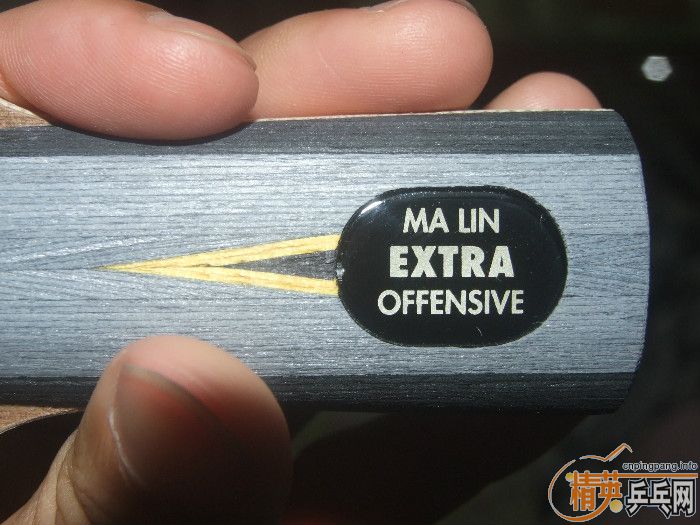 MA LIN
EXTRA
OFFENSIVE
cnpingpang.info
精英乒乓网